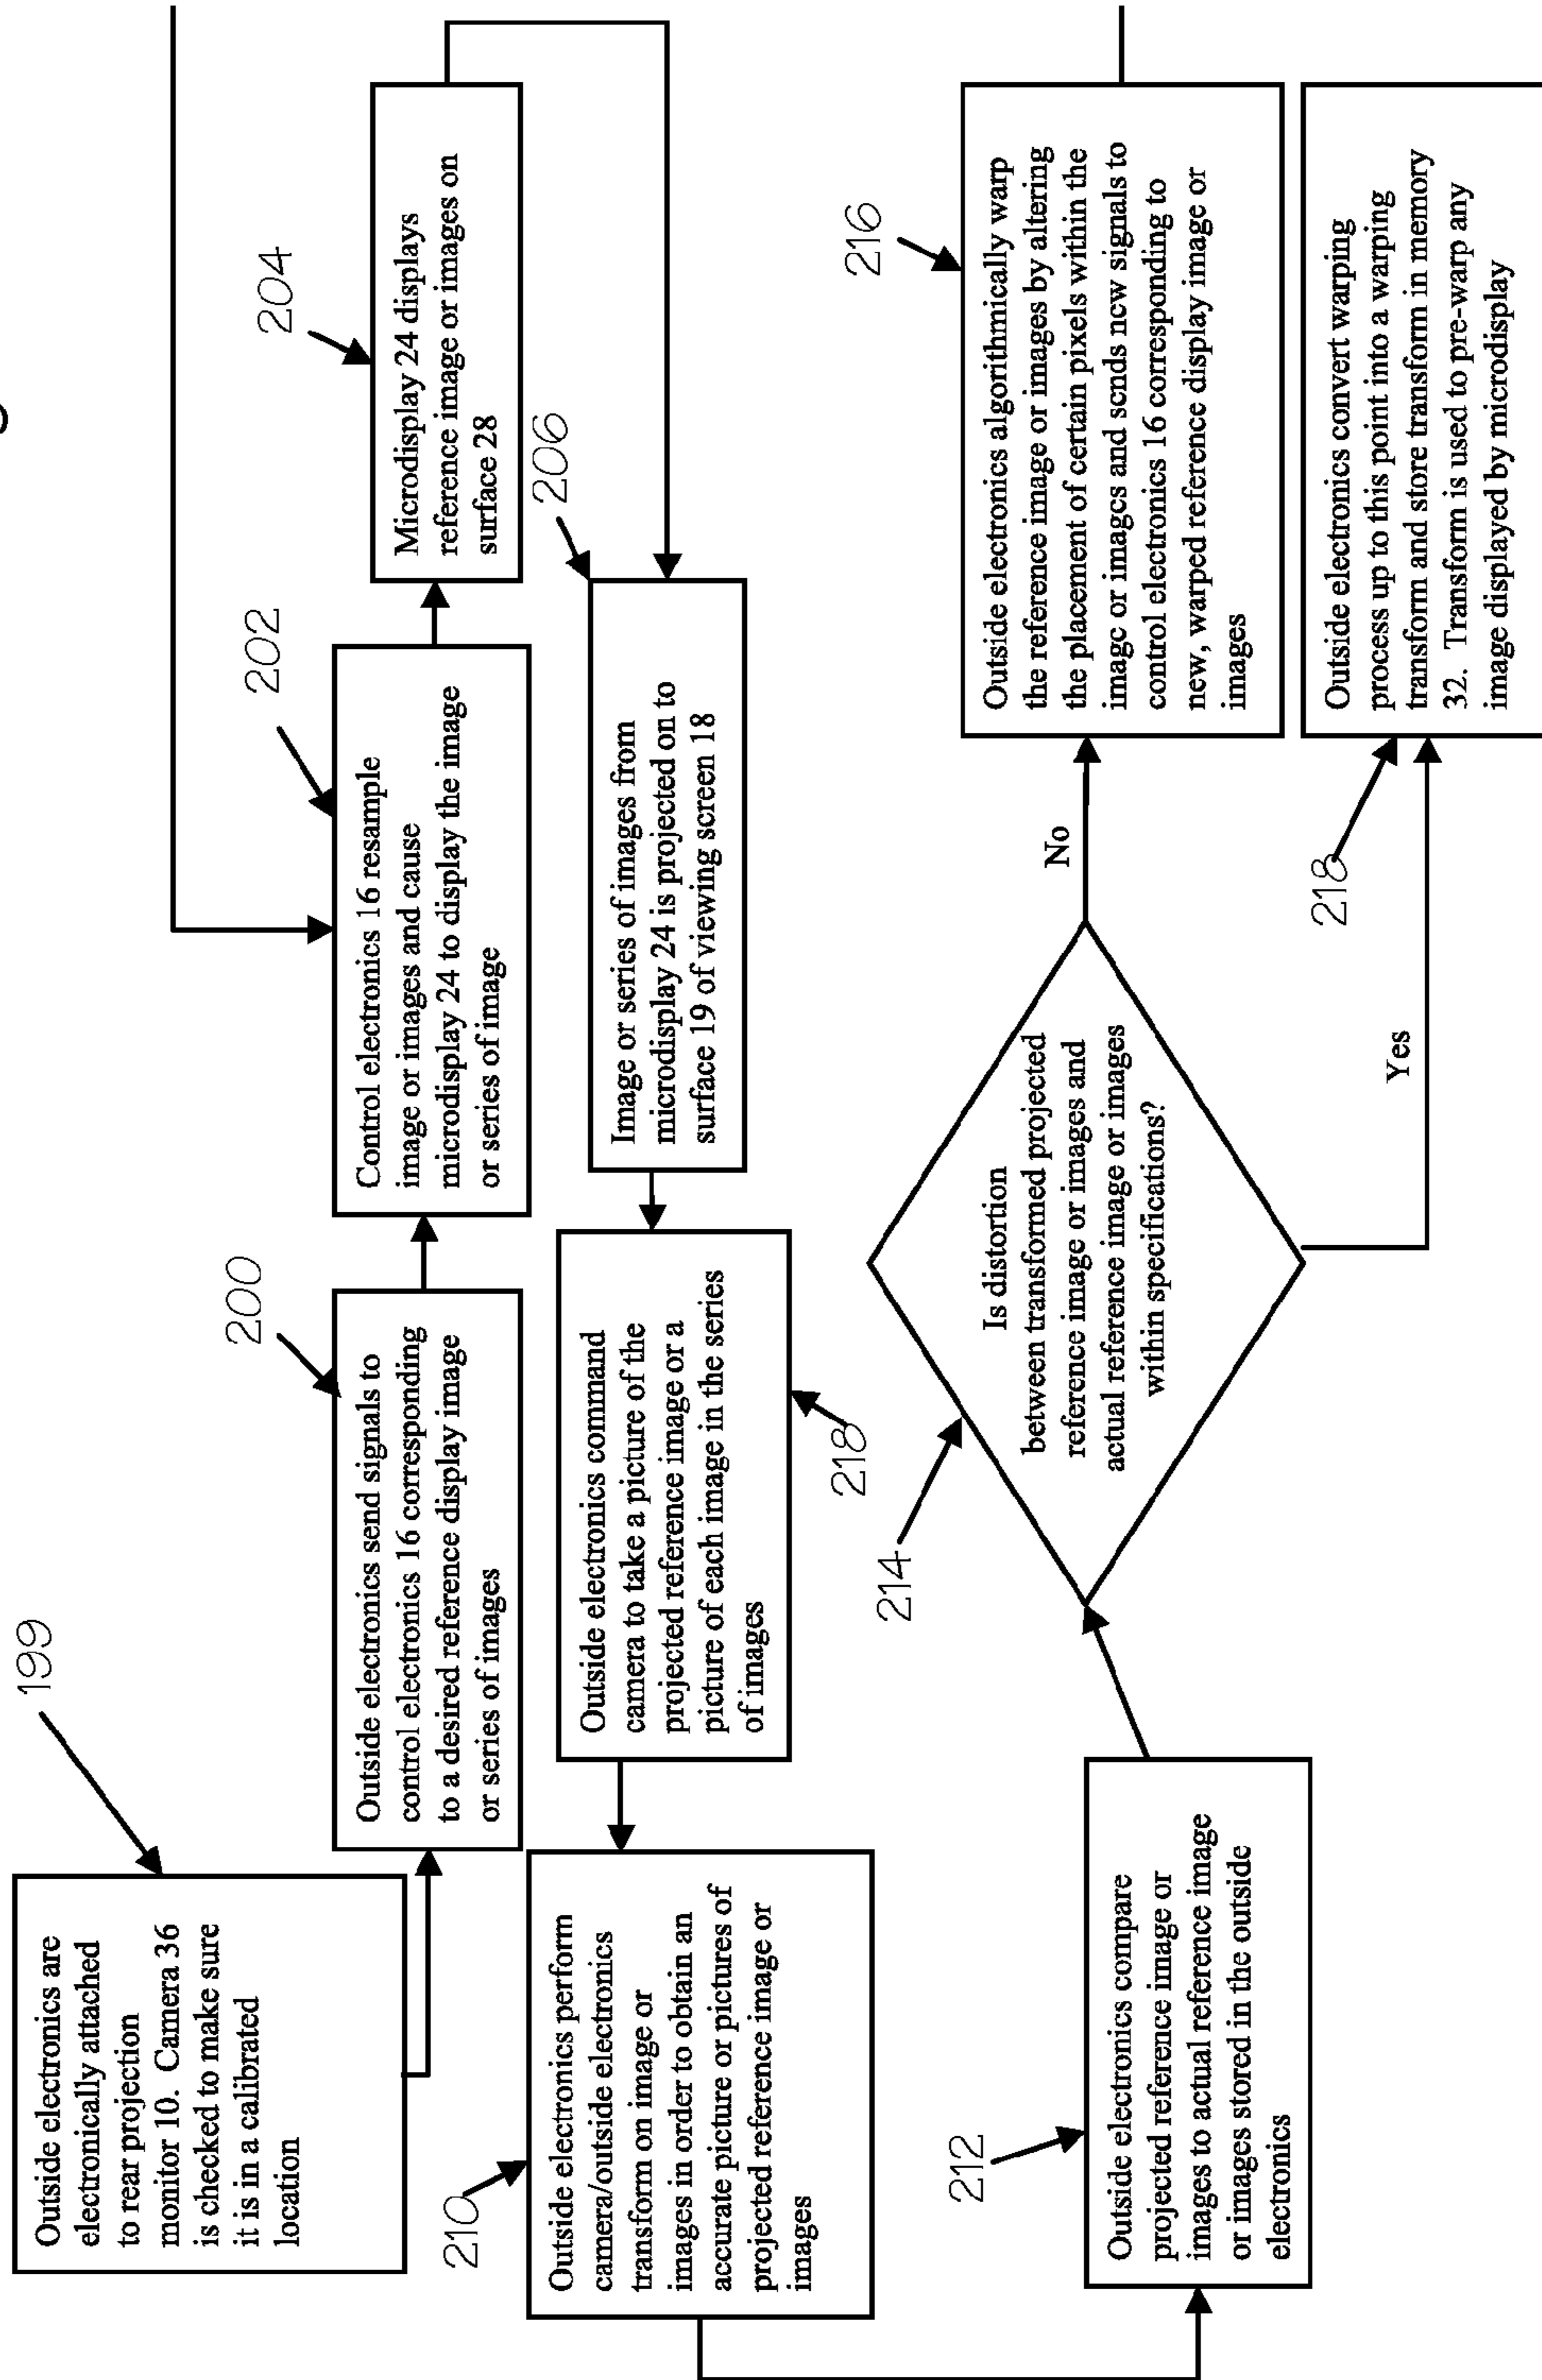 199
Outside electronics are
electronically attached
to rear projection
monitor 10. Camera 36
is checked to make sure
it is in a calibrated
location
200
Outside electronics send signals to
control electronics 16 corresponding
to a desired reference display image
or series of images
202
Control electronics 16 resample
image or images and cause
microdisplay 24 to display the image
or series of image
204
Microdisplay 24 displays
reference image or images on
surface 28
206
Image or series of images from
microdisplay 24 is projected on to
surface 19 of viewing screen 18
218
Outside electronics command
camera to take a picture of the
projected reference image or a
picture of each image in the series
of images
210
Outside electronics perform
camera/outside electronics
transform on image or
images in order to obtain an
accurate picture or pictures of
projected reference image or
images
212
Outside electronics compare
projected reference image or
images to actual reference image
or images stored in the outside
electronics
214
Is distortion
between transformed projected
reference image or images and
actual reference image or images
within specifications?
No
Yes
216
Outside electronics algorithmically warp
the reference image or images by altering
the placement of certain pixels within the
image or images and sends new signals to
control electronics 16 corresponding to
new, warped reference display image or
images
218
Outside electronics convert warping
process up to this point into a warping
transform and store transform in memory
32. Transform is used to pre-warp any
image displayed by microdisplay